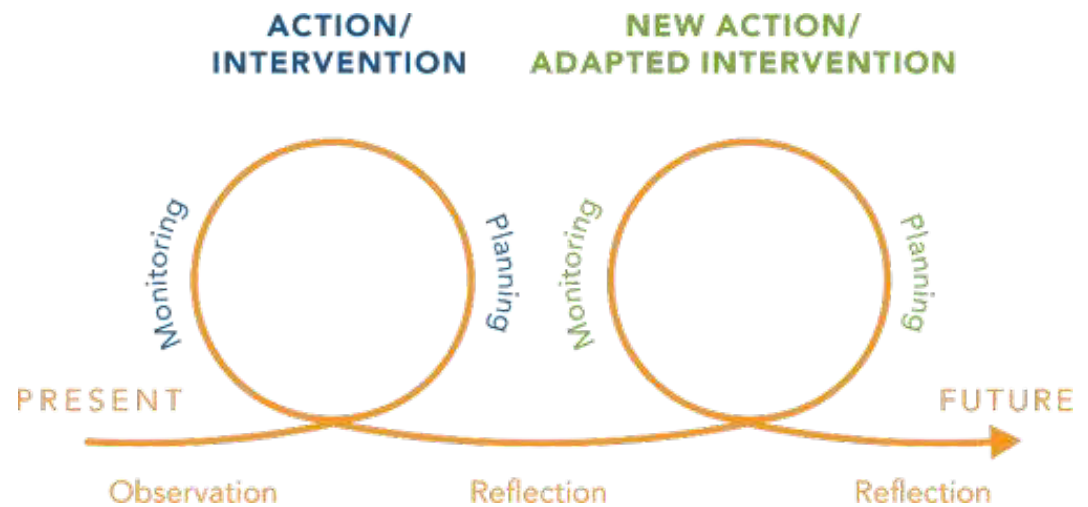 ACTION/
INTERVENTION
NEW ACTION/
ADAPTED INTERVENTION
Monitoring
Planning
Monitoring
Planning
PRESENT
FUTURE
Observation
Reflection
Reflection